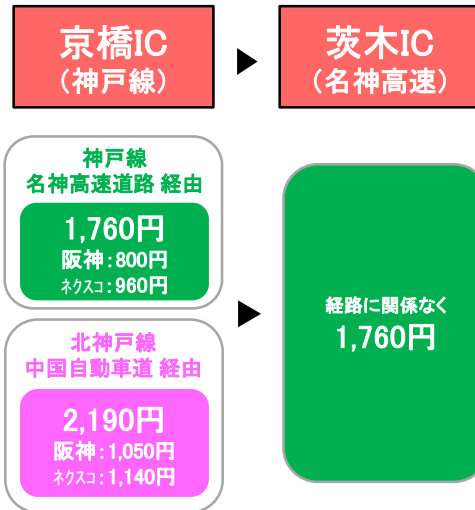 京橋IC
（神戸線）
茨木IC
（名神高速）
神戸線
名神高速道路 経由
1,760円
阪神：800円
ﾈｸｽｺ：960円
北神戸線
中国自動車道 経由
2,190円
阪神：1,050円
ﾈｸｽｺ：1,140円
経路に関係なく
1,760円